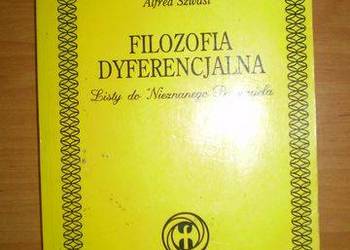 Alfred Szwast
FILOZOFIA
DYFERENCJALNA
Listy do Nieznanego